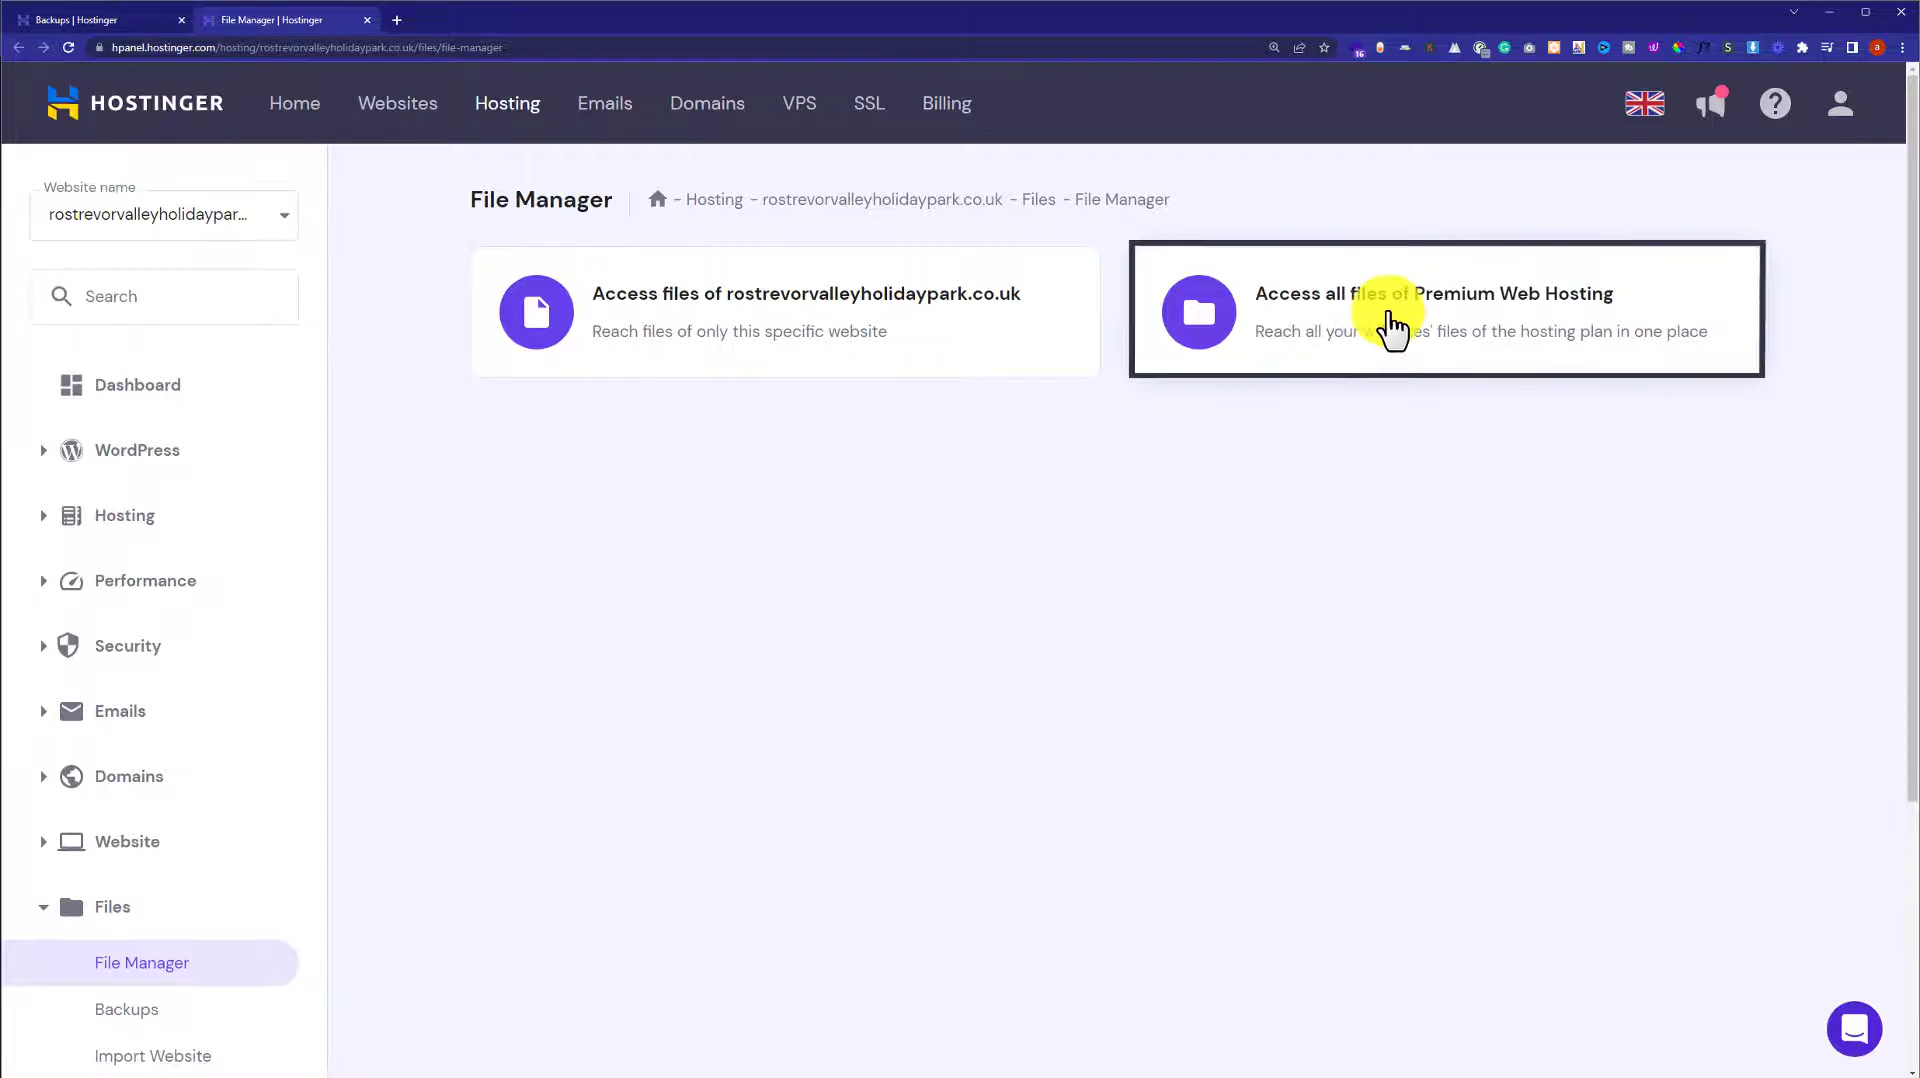 Backups | Hostinger
File Manager | Hostinger
hpanel.hostinger.com/hosting/rostrevorvalleyholidaypark.co.uk/files/file-manager
16
a
HOSTINGER
Home
Websites
Hosting
Emails
Domains
VPS
SSL
Billing
Website name
rostrevorvalleyholidaypar...
Search
Dashboard
WordPress
Hosting
Performance
Security
Emails
Domains
Website
Files
File Manager
Backups
Import Website
File Manager
- Hosting - rostrevorvalleyholidaypark.co.uk - Files - File Manager
Access files of rostrevorvalleyholidaypark.co.uk
Reach files of only this specific website
Access all files of Premium Web Hosting
Reach all your files of the hosting plan in one place